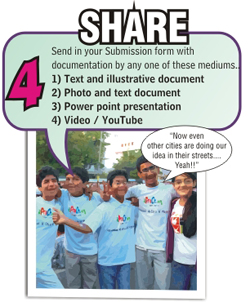 SHARE
4
Send in your Submission form with
documentation by any one of these mediums..
1) Text and illustrative document
2) Photo and text document
3) Power point presentation
4) Video / YouTube
"Now even
other cities are doing our
idea in their streets....
Yeah!!"